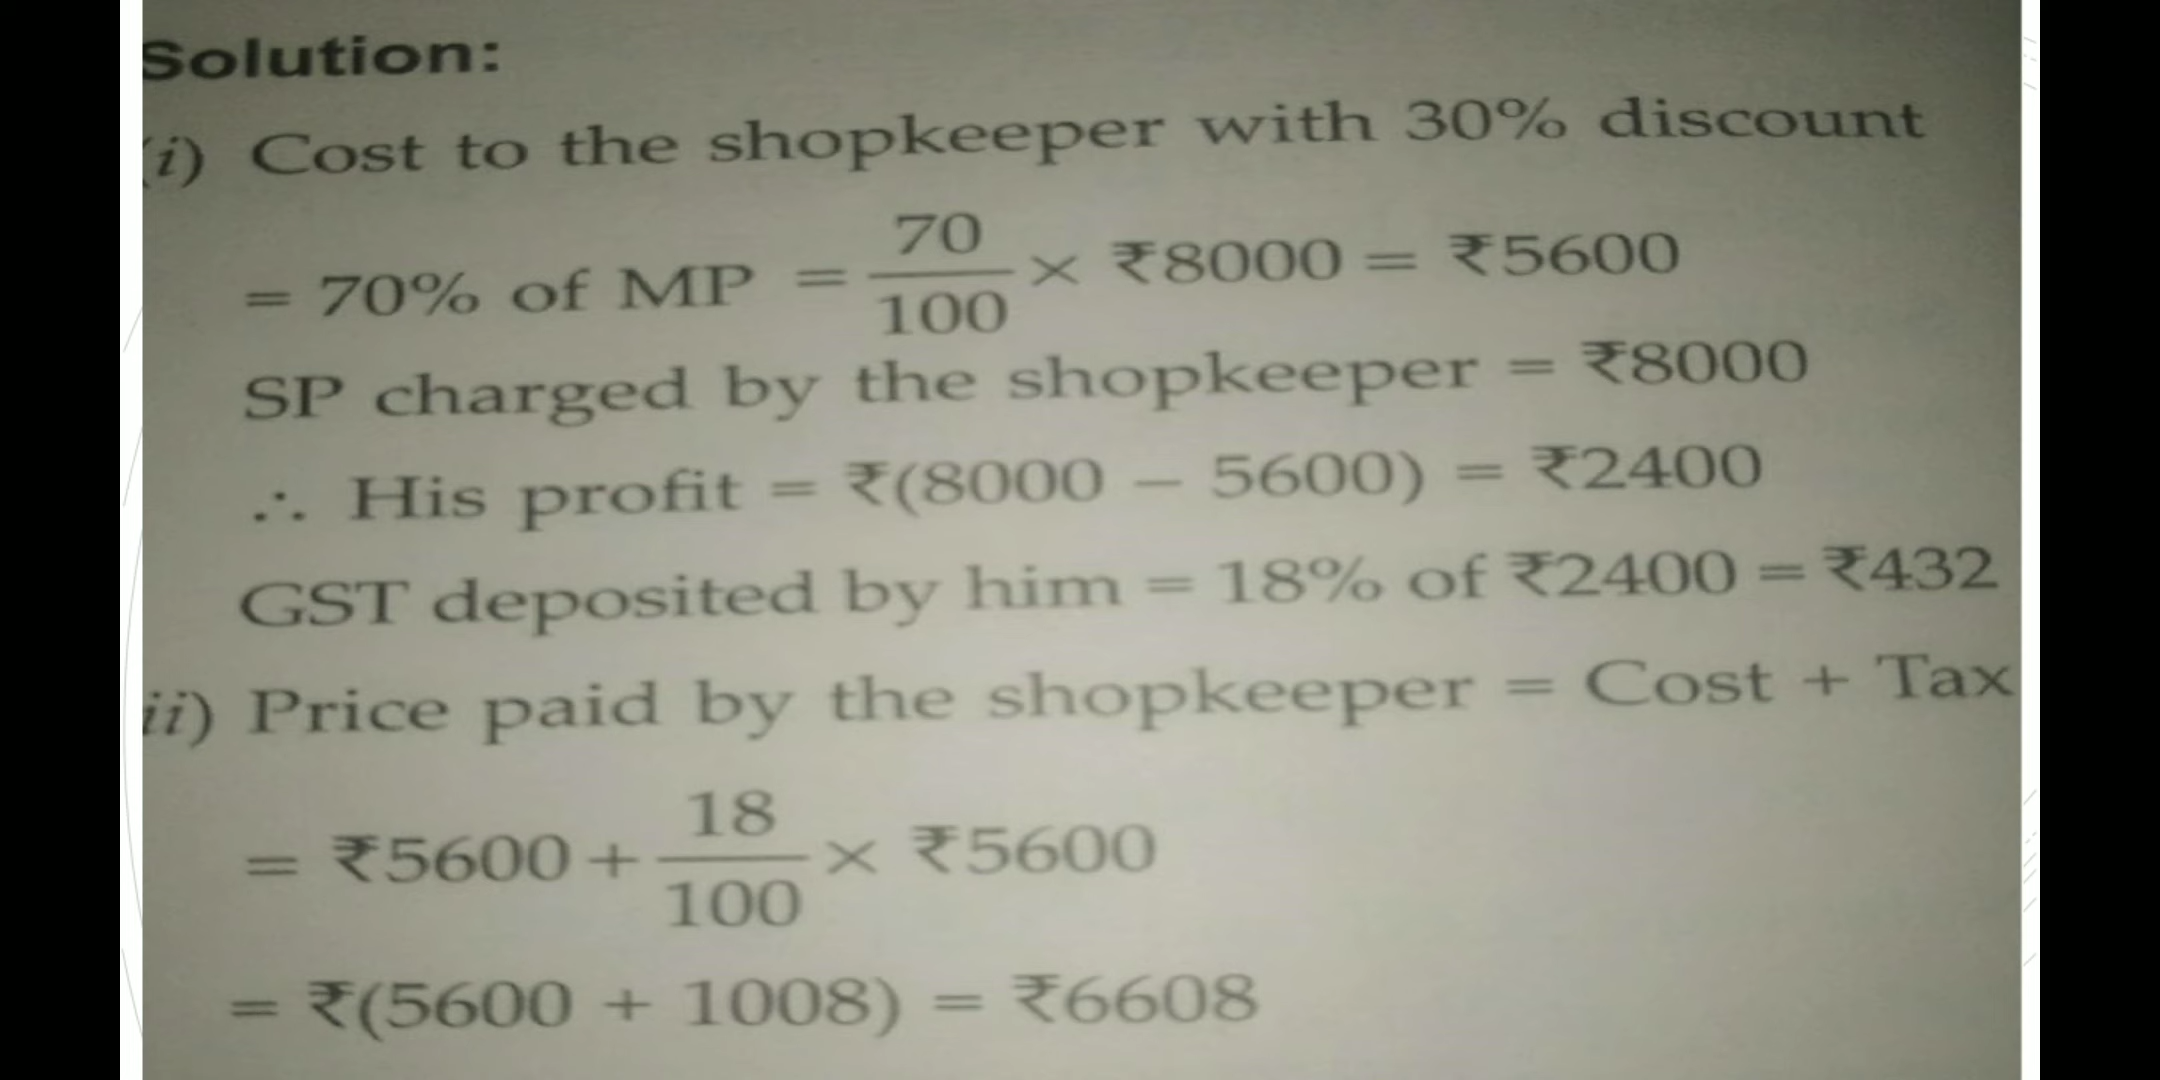 Solution:
(i) Cost to the shopkeeper with 30% discount
= 70% of MP = 70/100 × ₹8000 = ₹5600
SP charged by the shopkeeper = ₹8000
∴ His profit = ₹(8000 – 5600) = ₹2400
GST deposited by him = 18% of ₹2400 = ₹432
ii) Price paid by the shopkeeper = Cost + Tax
= ₹5600 + 18/100 × ₹5600
= ₹(5600 + 1008) = ₹6608